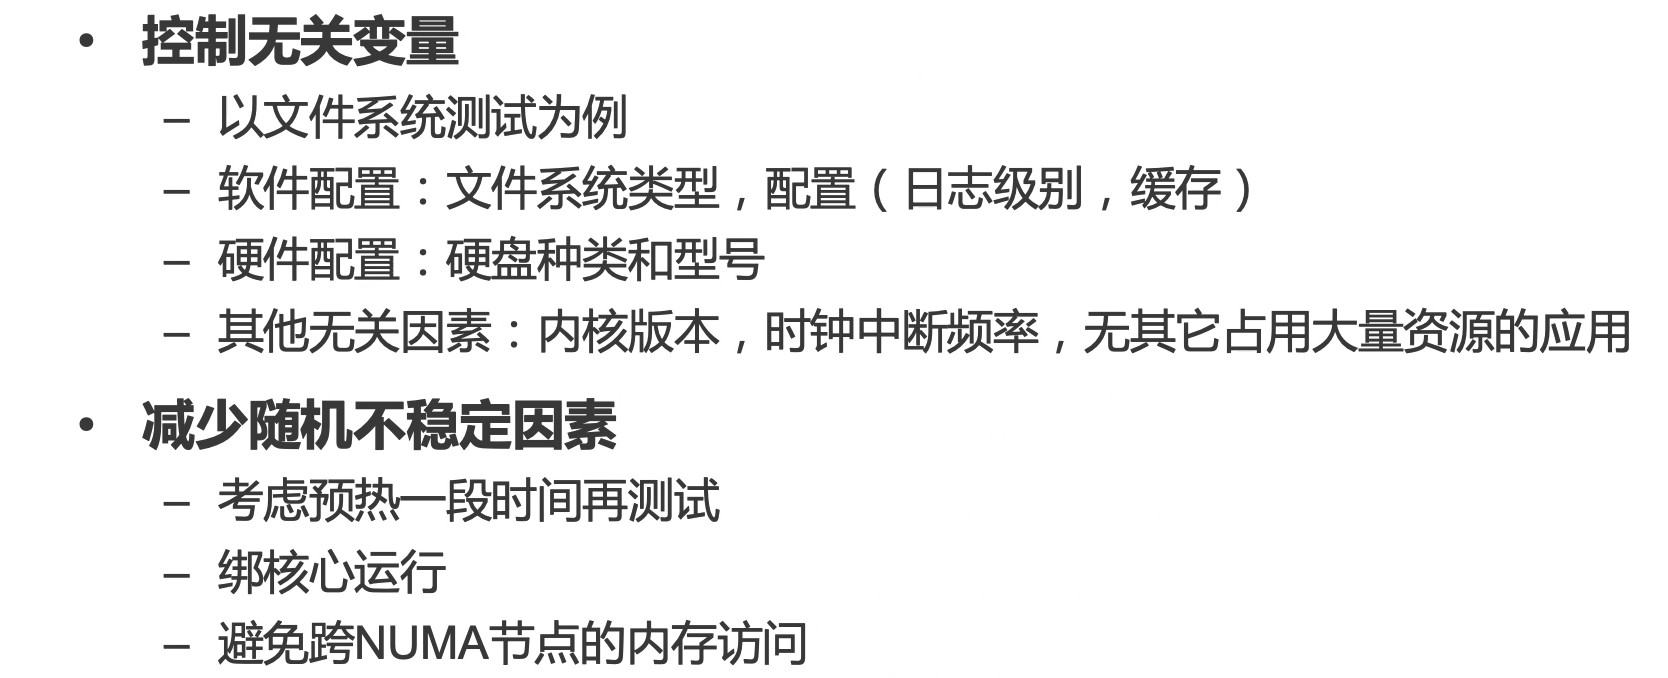 • 控制无关变量
– 以文件系统测试为例
– 软件配置：文件系统类型，配置（日志级别，缓存）
– 硬件配置：硬盘种类和型号
– 其他无关因素：内核版本，时钟中断频率，无其它占用大量资源的应用
• 减少随机不稳定因素
– 考虑预热一段时间再测试
– 绑核心运行
– 避免跨NUMA节点的内存访问